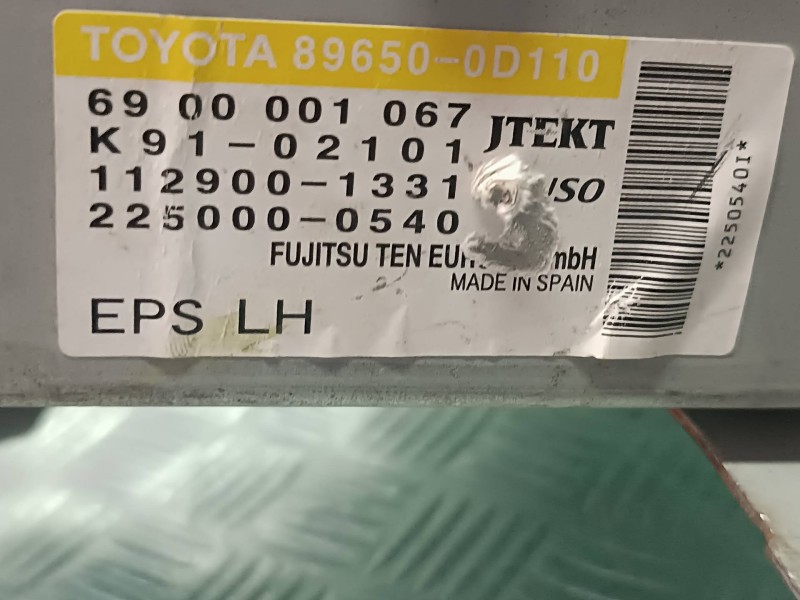 TOYOTA 89650-0D110
69 00 001 067
K 91-02101 JTEKT
112900-1331
225000-0540
FUJITSU TEN mbH
MADE IN SPAIN
EPS LH
*2250540I*